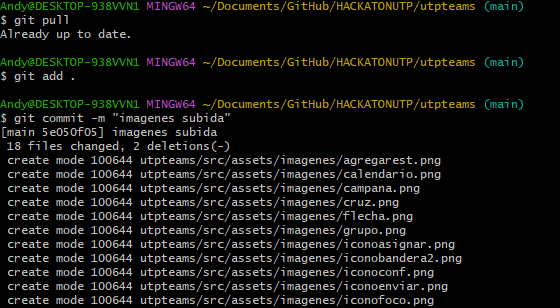 Andy@DESKTOP-938VVN1 MINGW64 ~/Documents/GitHub/HACKATONUTP/utpteams (main)
$ git pull
Already up to date.
Andy@DESKTOP-938VVN1 MINGW64 ~/Documents/GitHub/HACKATONUTP/utpteams (main)
$ git add .
Andy@DESKTOP-938VVN1 MINGW64 ~/Documents/GitHub/HACKATONUTP/utpteams (main)
$ git commit -m "imagenes subida"
[main 5e050f05] imagenes subida
18 files changed, 2 deletions(-)
create mode 100644 utpteams/src/assets/imagenes/agregarest.png
create mode 100644 utpteams/src/assets/imagenes/calendario.png
create mode 100644 utpteams/src/assets/imagenes/campana.png
create mode 100644 utpteams/src/assets/imagenes/cruz.png
create mode 100644 utpteams/src/assets/imagenes/flecha.png
create mode 100644 utpteams/src/assets/imagenes/grupo.png
create mode 100644 utpteams/src/assets/imagenes/iconoasignar.png
create mode 100644 utpteams/src/assets/imagenes/iconobandera2.png
create mode 100644 utpteams/src/assets/imagenes/iconoconf.png
create mode 100644 utpteams/src/assets/imagenes/iconoenviar.png
create mode 100644 utpteams/src/assets/imagenes/iconofoco.png